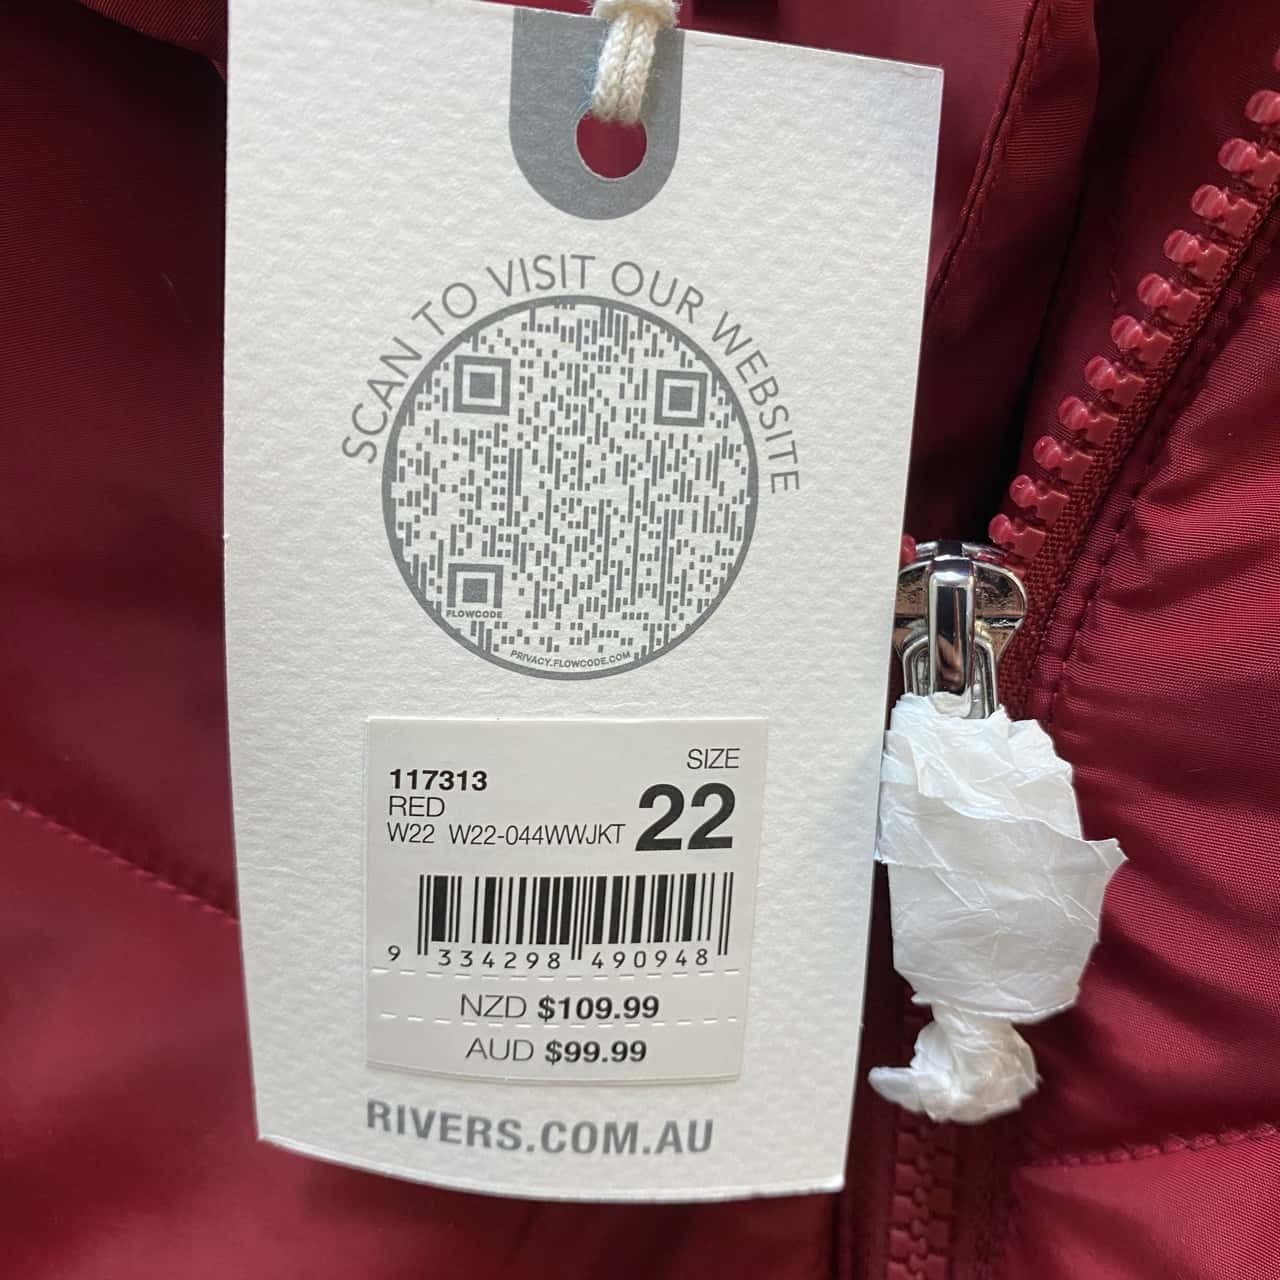 SCAN TO VISIT OUR WEBSITE
FLOWCODE
PRIVACY.FLOWCODE.COM
SIZE
117313
RED
22
W22 W22-044WWJKT
9 334298 490948
NZD $109.99
AUD $99.99
RIVERS.COM.AU